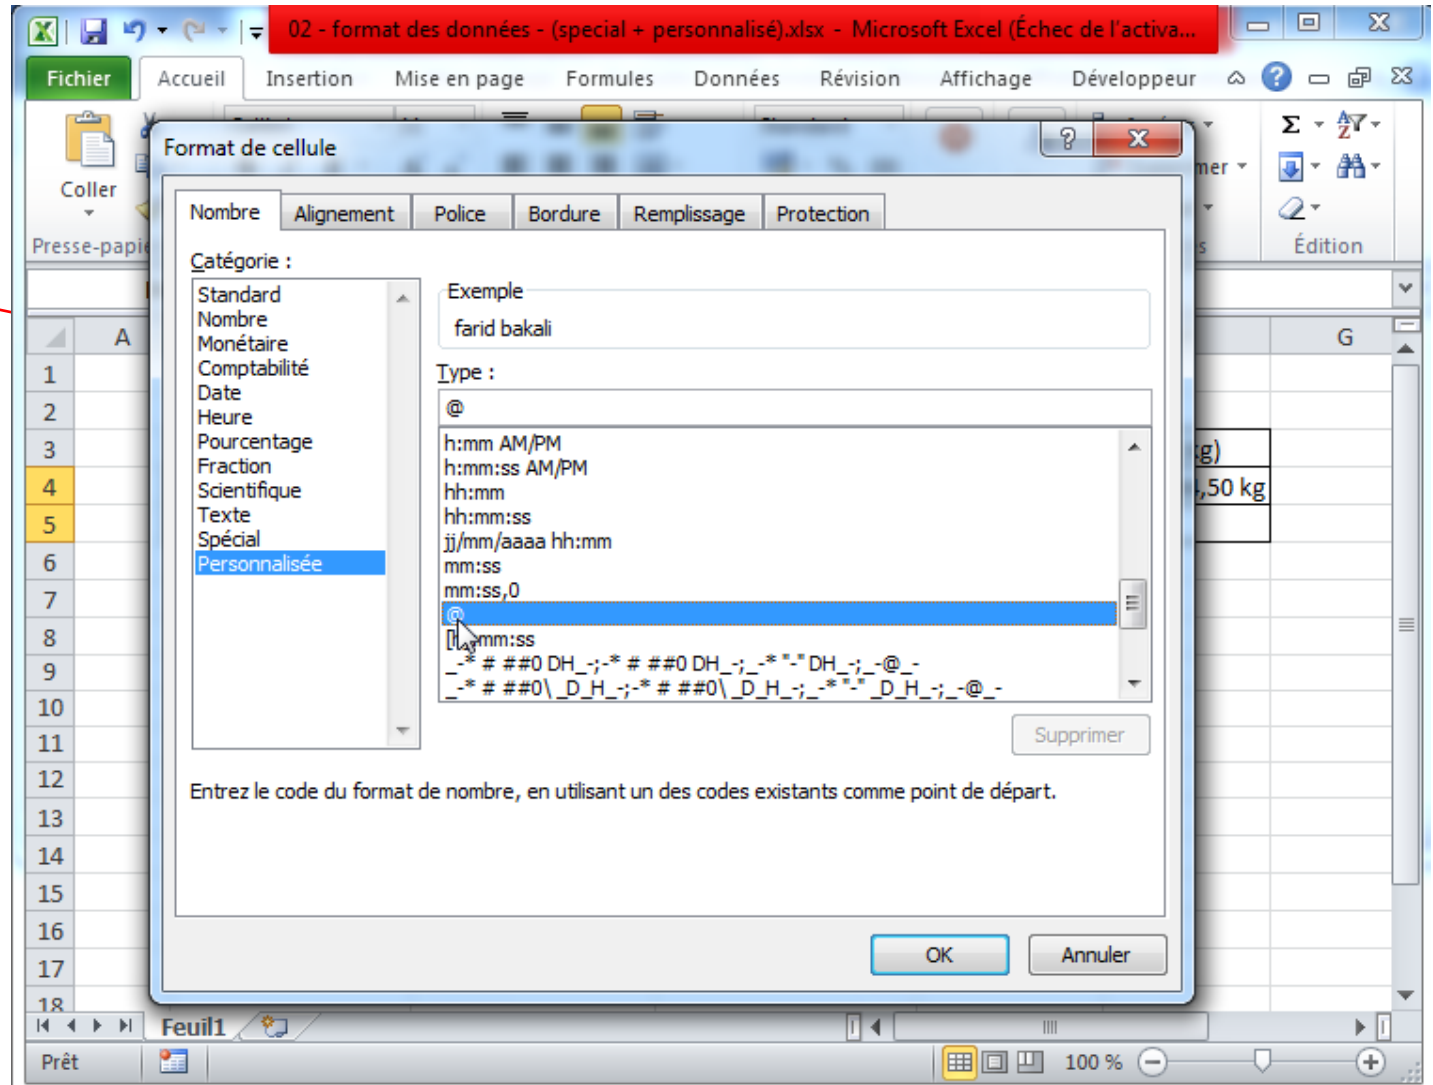 02 - format des données - (special + personnalisé).xlsx - Microsoft Excel (Échec de l'activa...
Fichier Accueil Insertion Mise en page Formules Données Révision Affichage Développeur
Format de cellule
Coller
Nombre Alignement Police Bordure Remplissage Protection
Édition
Catégorie :
Standard
Nombre
Monétaire
Comptabilité
Date
Heure
Pourcentage
Fraction
Scientifique
Texte
Spécial
Personnalisée
Exemple
farid bakali
Type :
@
h:mm AM/PM
h:mm:ss AM/PM
hh:mm
hh:mm:ss
jj/mm/aaaa hh:mm
mm:ss
mm:ss,0
@
mm:ss
_-* # ##0 DH_-;-* # ##0 DH_-;_-* "-" DH_-;_-@_-
_-* # ##0\ _D_H_-;-* # ##0\ _D_H_-;_-* "-" _D_H_-;_-@_-
Supprimer
Entrez le code du format de nombre, en utilisant un des codes existants comme point de départ.
OK Annuler
A G
1
2
3 kg)
4 ,50 kg
5
6
7
8
9
10
11
12
13
14
15
16
17
18
Feuil1
Prêt 100 %